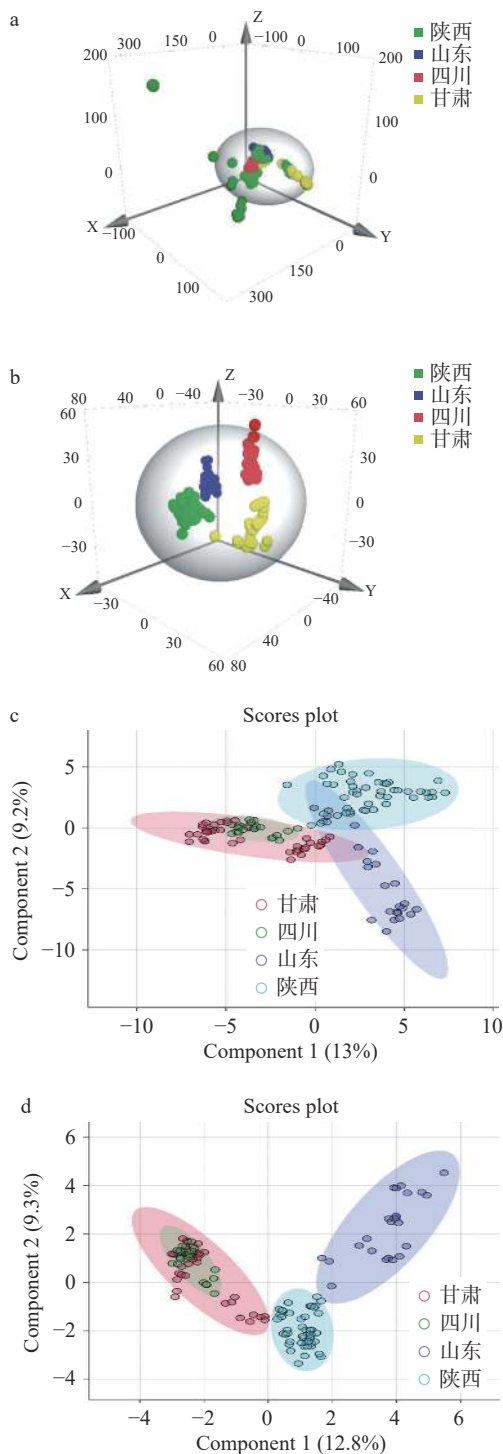 a
Z
200 300 150 0 −100 0 100 200
陕西
山东
四川
甘肃
100 100
0 0
X Y
−100 0
0 150
100 300
b
Z
80 40 0 −40 −30 0 30 60
60 60
陕西
山东
四川
甘肃
30 30
0 0
−30 −30
X Y
−30 −40
0 0
30 40
60 80
c
Scores plot
Component 2 (9.2%)
5
0
−5
−10
甘肃
四川
山东
陕西
−10 −5 0 5 10
Component 1 (13%)
d
Scores plot
Component 2 (9.3%)
6
4
2
0
−2
−4
甘肃
四川
山东
陕西
−4 −2 0 2 4 6
Component 1 (12.8%)